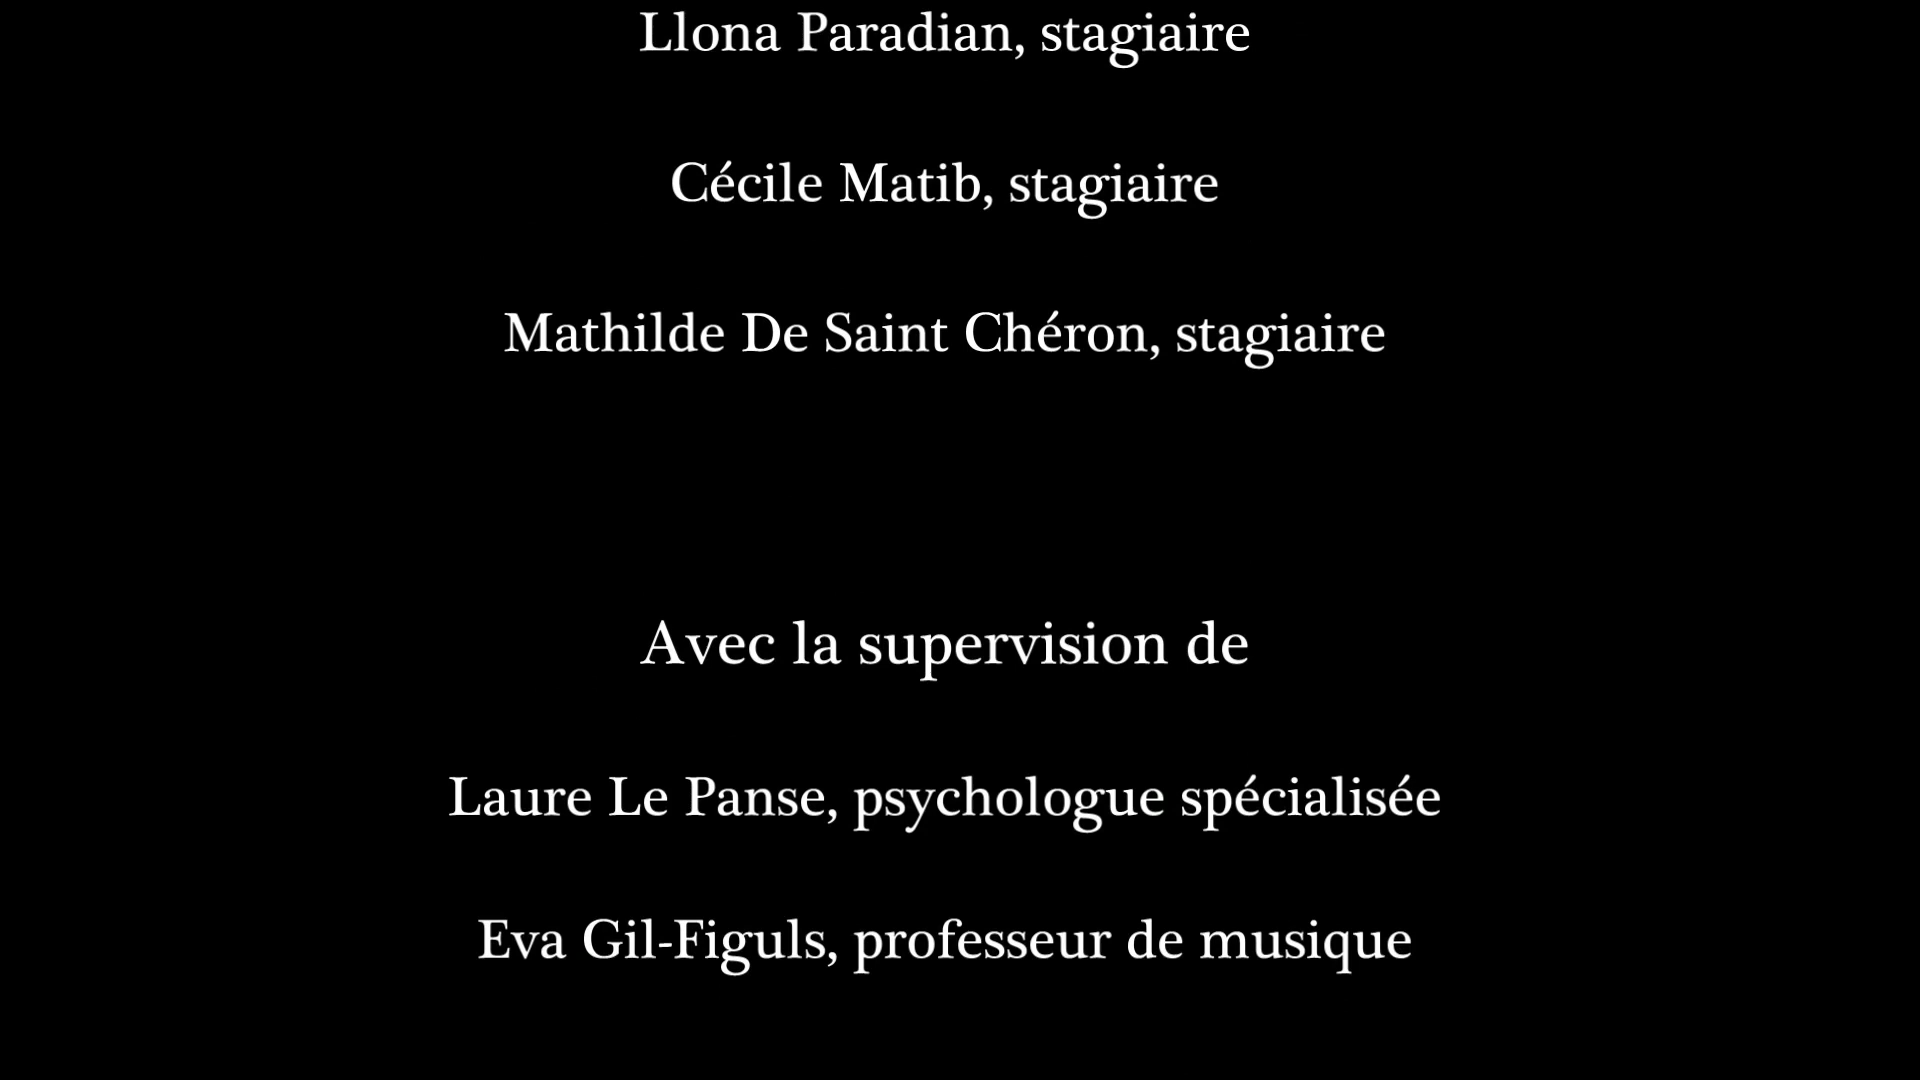 Llona Paradian, stagiaire
Cécile Matib, stagiaire
Mathilde De Saint Chéron, stagiaire
Avec la supervision de
Laure Le Panse, psychologue spécialisée
Eva Gil-Figuls, professeur de musique